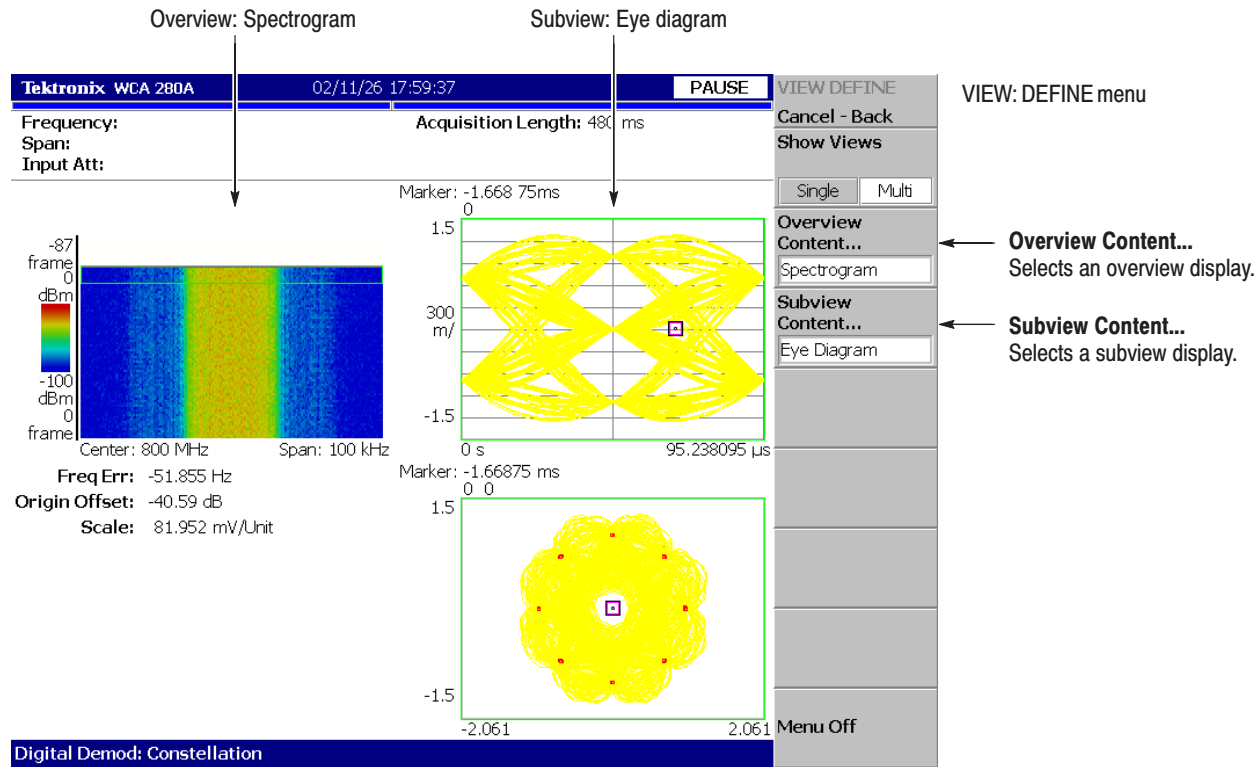 Overview: Spectrogram
Subview: Eye diagram
Tektronix WCA 280A 02/11/26 17:59:37 PAUSE
Frequency:
Span:
Input Att:
Acquisition Length: 480 ms
VIEW DEFINE
Cancel - Back
Show Views
Single Multi
Overview
Content...
Spectrogram
Subview
Content...
Eye Diagram
Menu Off
VIEW: DEFINE menu
Overview Content...
Selects an overview display.
Subview Content...
Selects a subview display.
-87
frame
0
dBm
-100
dBm
0
frame
Center: 800 MHz Span: 100 kHz
Freq Err: -51.855 Hz
Origin Offset: -40.59 dB
Scale: 81.952 mV/Unit
Marker: -1.668 75ms
0
1.5
300
m/
-1.5
0 s 95.238095 µs
Marker: -1.66875 ms
0 0
1.5
-1.5
-2.061 2.061
Digital Demod: Constellation